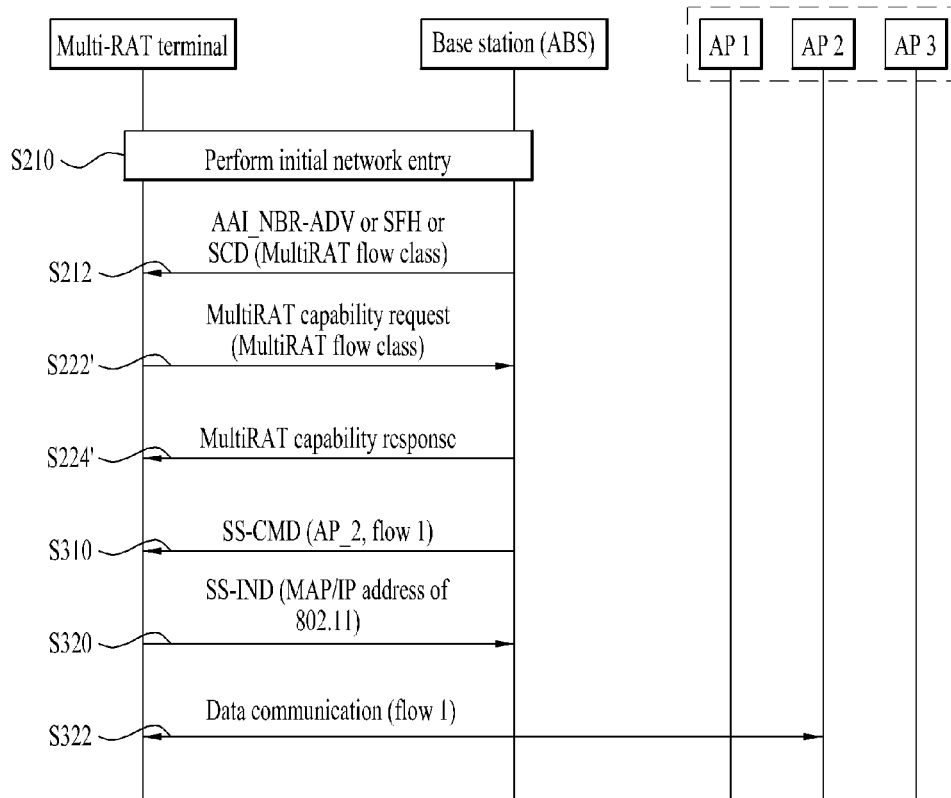 Multi-RAT terminal
Base station (ABS)
AP 1
AP 2
AP 3
S210
Perform initial network entry
AAI_NBR-ADV or SFH or
SCD (MultiRAT flow class)
S212
MultiRAT capability request
(MultiRAT flow class)
S222'
MultiRAT capability response
S224'
SS-CMD (AP_2, flow 1)
S310
SS-IND (MAP/IP address of
802.11)
S320
Data communication (flow 1)
S322